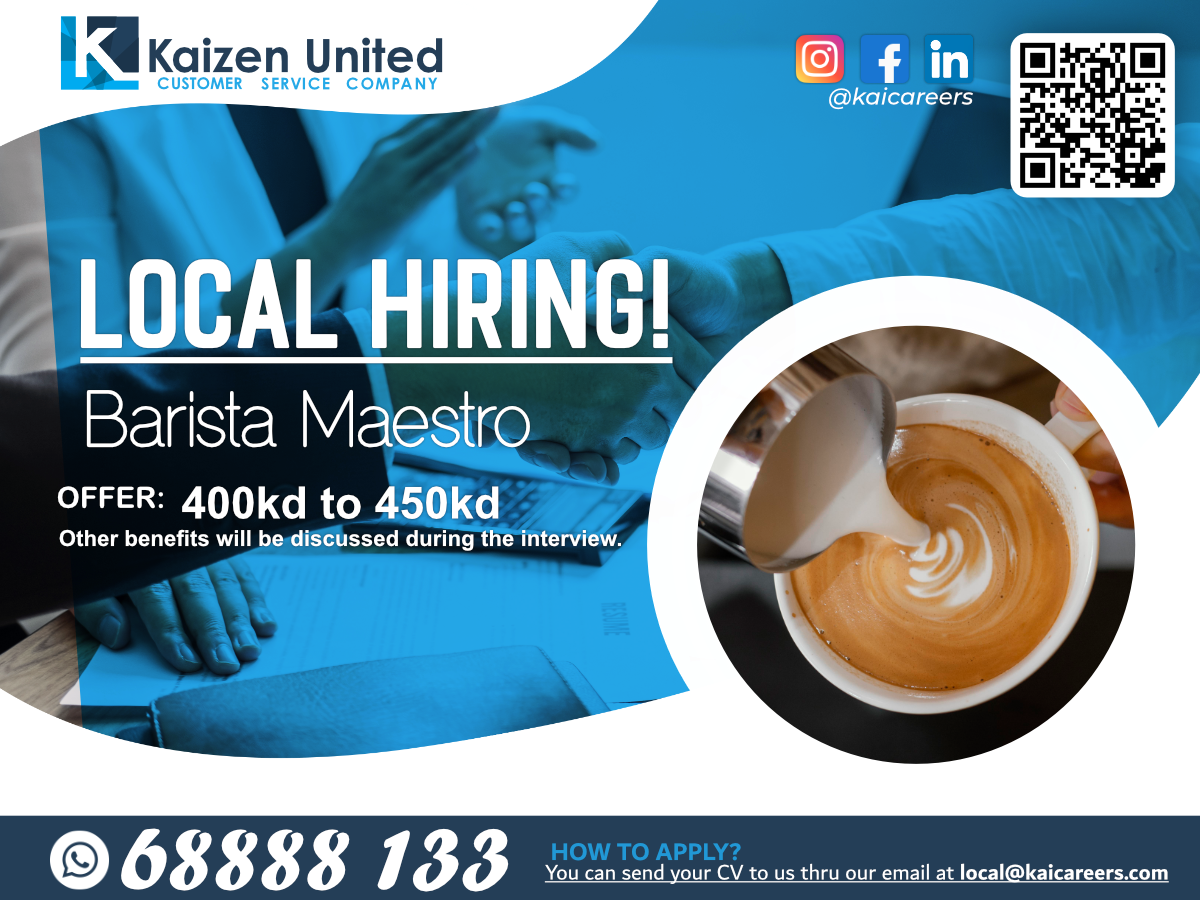 K Kaizen United
CUSTOMER SERVICE COMPANY
in
@kaicareers
LOCAL HIRING!
Barista Maestro
OFFER: 400kd to 450kd
Other benefits will be discussed during the interview.
RESUME
68888 133
HOW TO APPLY?
You can send your CV to us thru our email at local@kaicareers.com